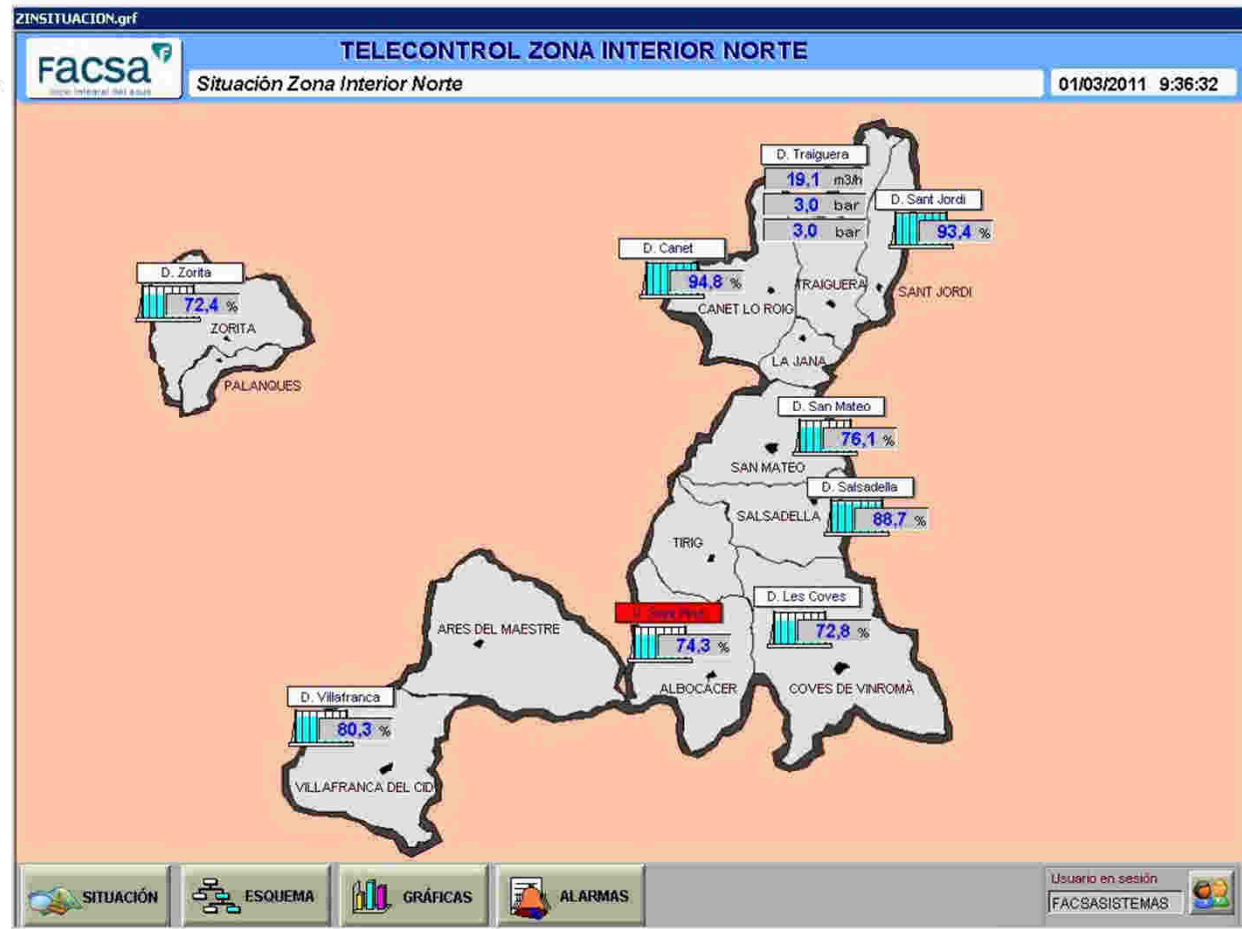 ZINSITUACION.grf
Facsa
TELECONTROL ZONA INTERIOR NORTE
Situación Zona Interior Norte
01/03/2011 9:36:32
D. Traiguera
19,1 m3/h
3,0 bar
3,0 bar
D. Sant Jordi
93,4 %
D. Canet
94,8 %
D. Zorita
72,4 %
TRAIGUERA
SANT JORDI
CANET LO ROIG
ZORITA
LA JANA
PALANQUES
D. San Mateo
76,1 %
SAN MATEO
D. Salsadella
88,7 %
SALSADELLA
TIRIG
D. Les Coves
72,8 %
74,3 %
ARES DEL MAESTRE
ALBOCÁCER
COVES DE VINROMÀ
D. Villafranca
80,3 %
VILLAFRANCA DEL CID
SITUACIÓN
ESQUEMA
GRÁFICAS
ALARMAS
Usuario en sesión
FACSASISTEMAS